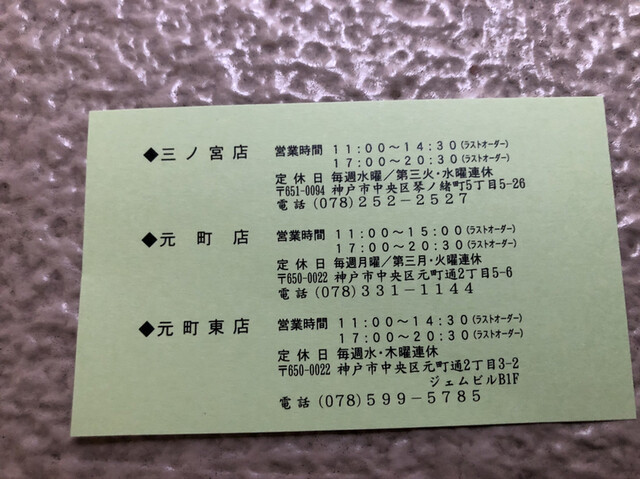 ◆三ノ宮店 営業時間 11:00〜14:30(ラストオーダー)
17:00〜20:30(ラストオーダー)
定休日 毎週水曜／第三火・水曜連休
〒651-0094 神戸市中央区琴ノ緒町5丁目5-26
電話 (078)252-2527
◆元町店 営業時間 11:00〜15:00(ラストオーダー)
17:00〜20:30(ラストオーダー)
定休日 毎週月曜／第三月・火曜連休
〒650-0022 神戸市中央区元町通2丁目5-6
電話 (078)331-1144
◆元町東店 営業時間 11:00〜14:30(ラストオーダー)
17:00〜20:30(ラストオーダー)
定休日 毎週水・木曜連休
〒650-0022 神戸市中央区元町通2丁目3-2
ジェムビルB1F
電話 (078)599-5785